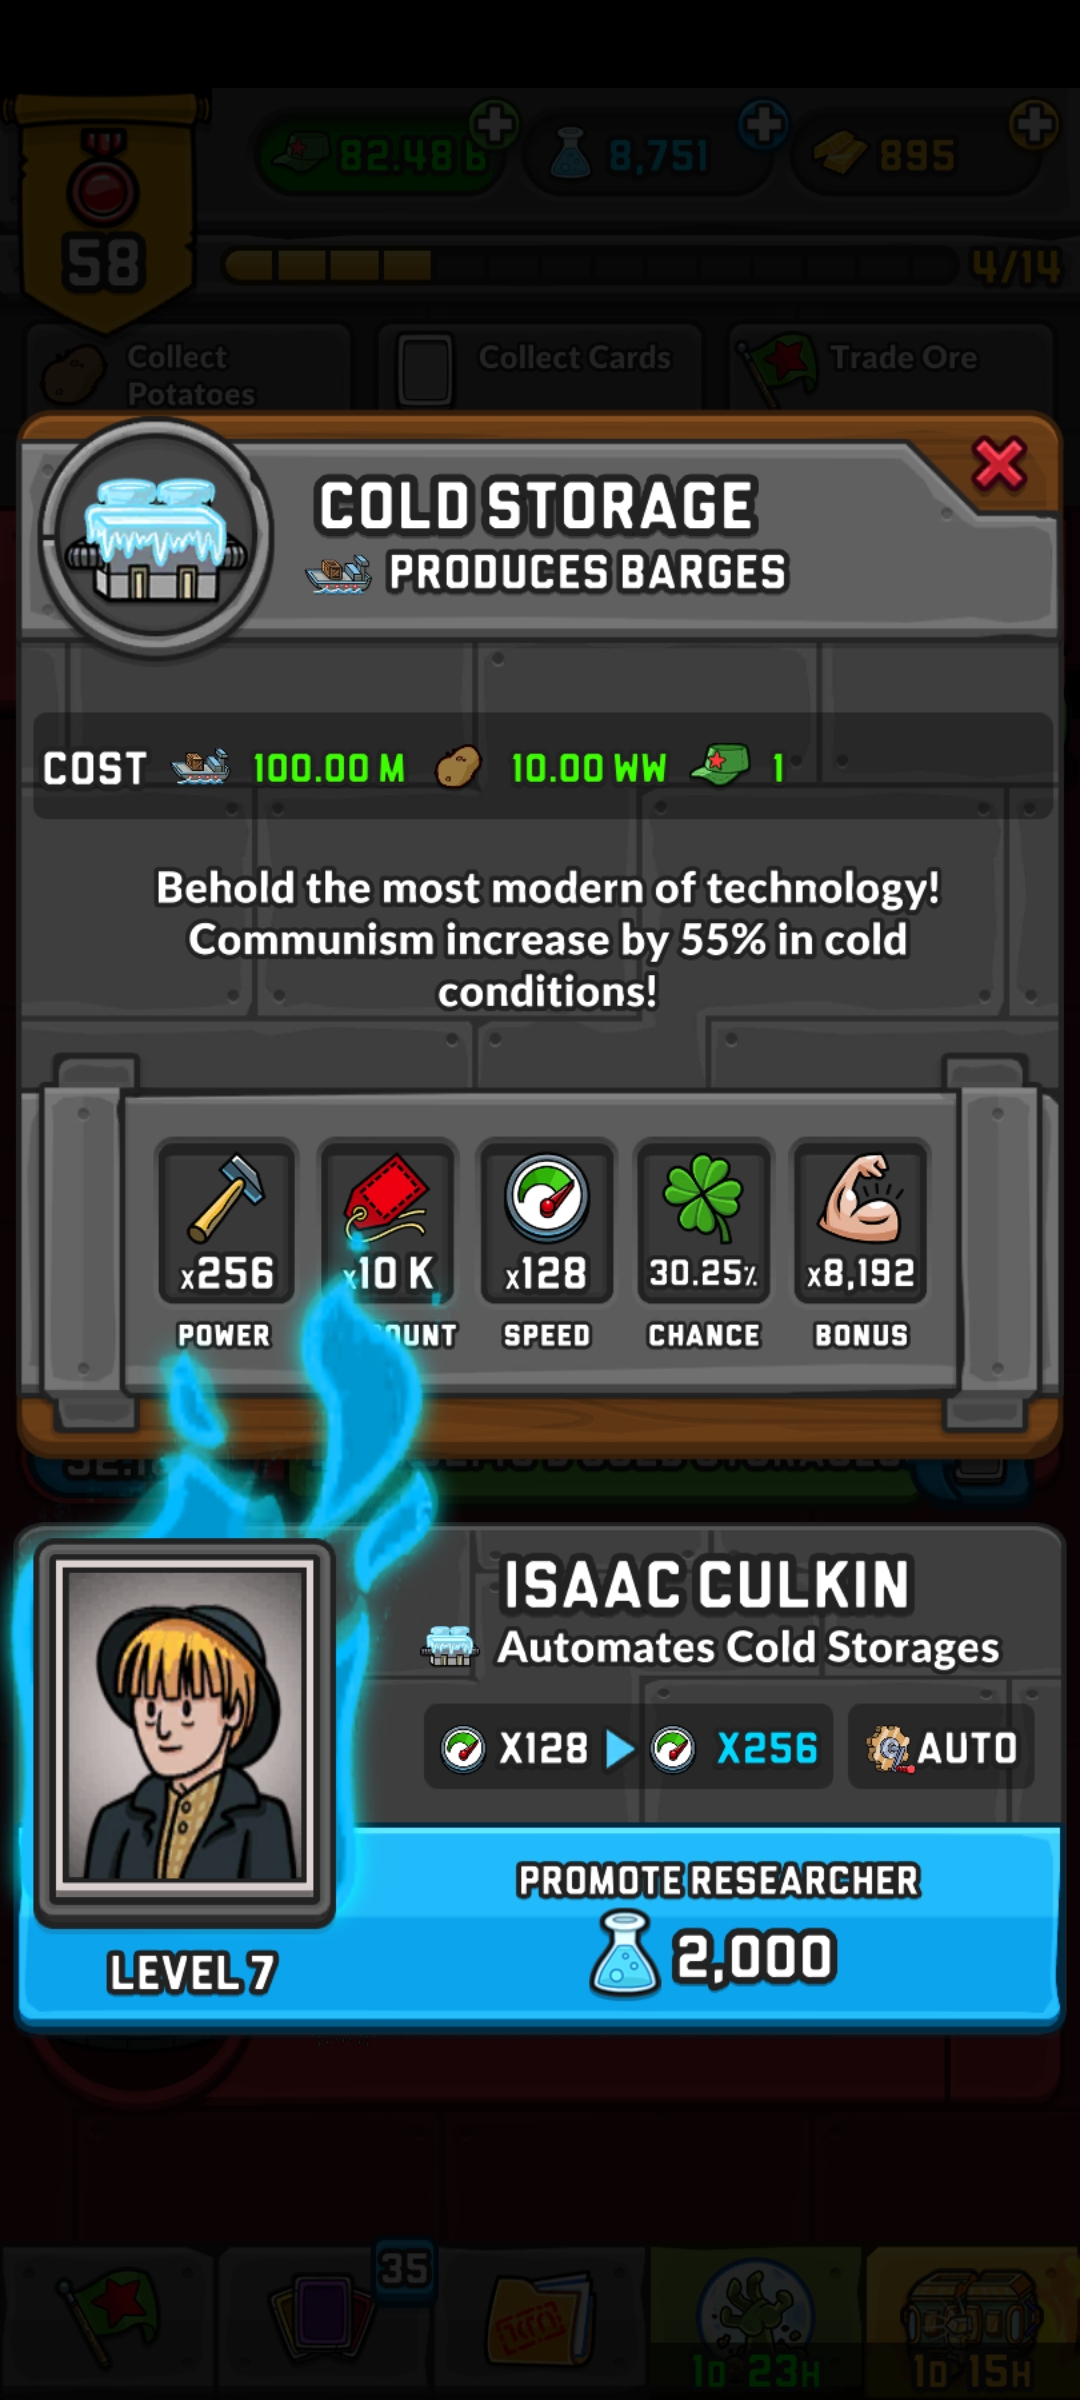 82.48 B
8,751
895
58
4/14
Collect
Potatoes
Collect Cards
Trade Ore
COLD STORAGE
PRODUCES BARGES
COST 100.00 M 10.00 WW 1
Behold the most modern of technology!
Communism increase by 55% in cold
conditions!
x256
x10 K
x128
30.25%
x8,192
POWER
SPEED
CHANCE
BONUS
ISAAC CULKIN
Automates Cold Storages
X128 X256 AUTO
PROMOTE RESEARCHER
2,000
LEVEL 7
35
1D 23H
1D 15H